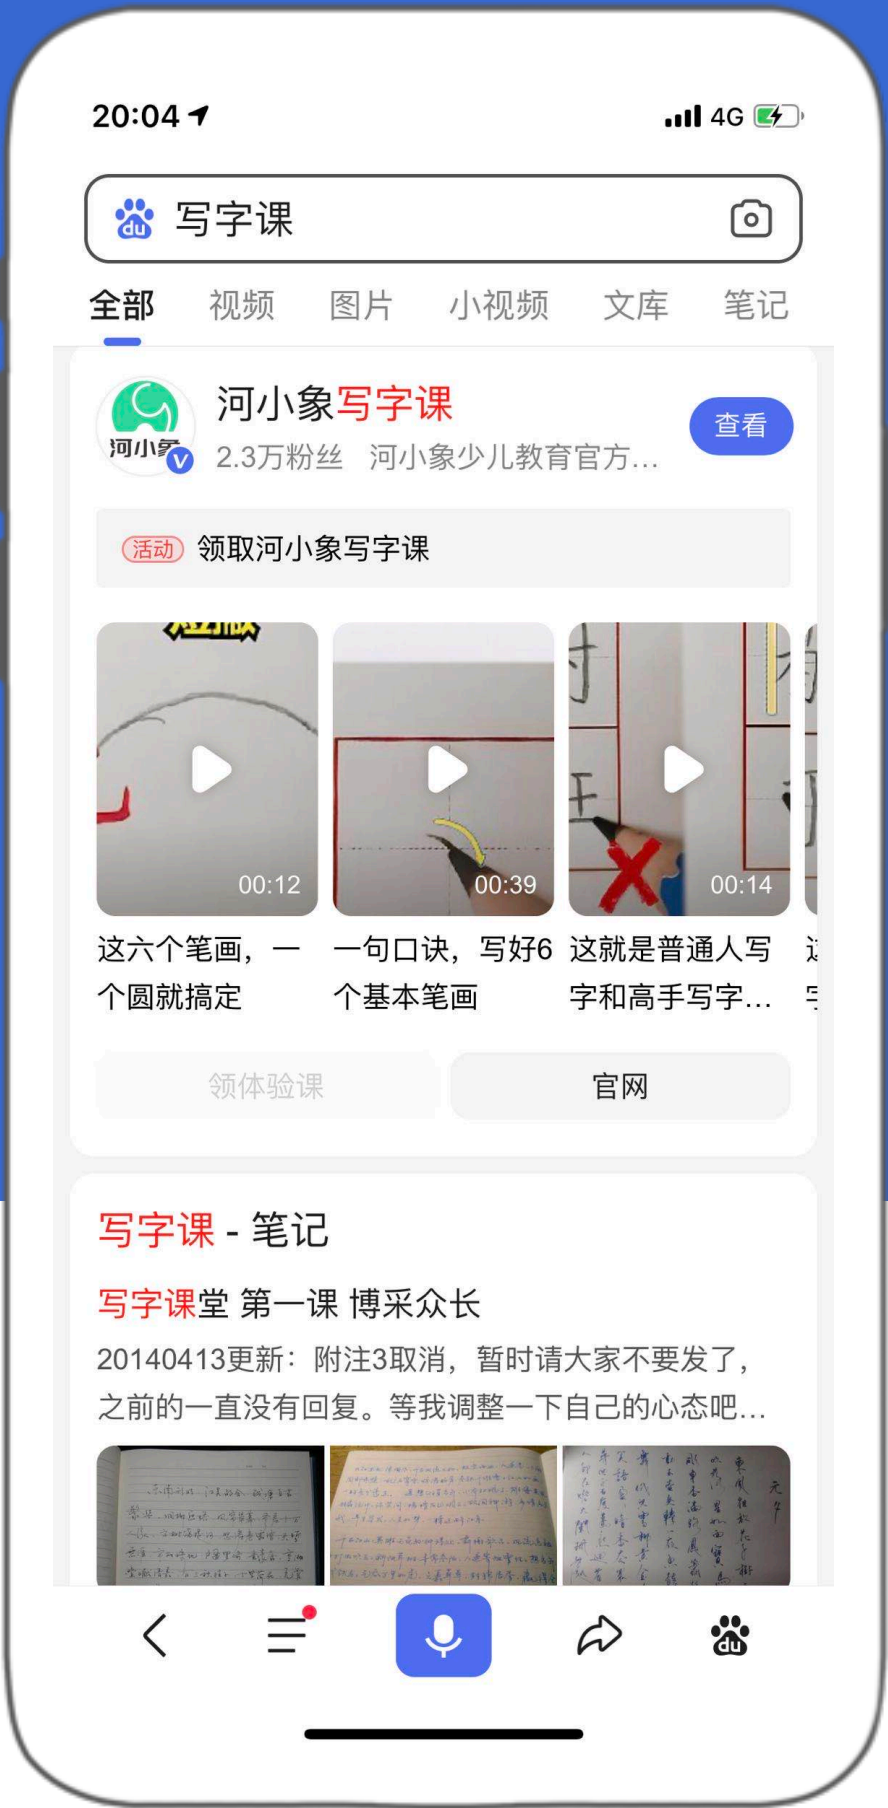 20:04
4G
du 写字课
全部 视频 图片 小视频 文库 笔记
河小象写字课
河小象
2.3万粉丝 河小象少儿教育官方...
查看
活动 领取河小象写字课
00:12
00:39
00:14
这六个笔画，一
个圆就搞定
一句口诀，写好6
个基本笔画
这就是普通人写
字和高手写字...
领体验课
官网
写字课 - 笔记
写字课堂 第一课 博采众长
20140413更新：附注3取消，暂时请大家不要发了，
之前的一直没有回复。等我调整一下自己的心态吧...
du